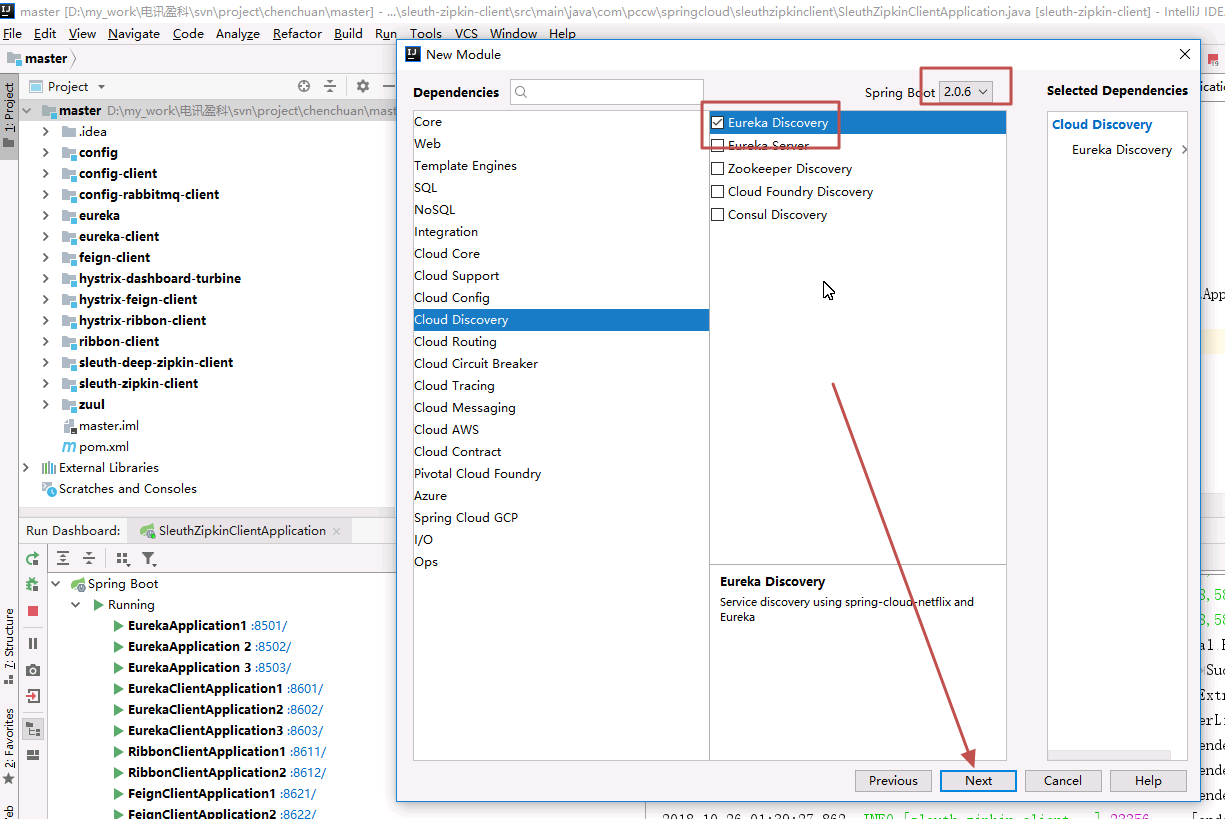 master [D:\my_work\电讯盈科\svn\project\chenchuan\master] - ...\sleuth-zipkin-client\src\main\java\com\pccw\springcloud\sleuthzipkinclient\SleuthZipkinClientApplication.java [sleuth-zipkin-client] - IntelliJ IDE
File Edit View Navigate Code Analyze Refactor Build Run Tools VCS Window Help
master
New Module
1: Project
Project
Dependencies
Spring Boot 2.0.6
Selected Dependencies
master D:\my_work\电讯盈科\svn\project\chenchuan\mast
.idea
config
config-client
config-rabbitmq-client
eureka
eureka-client
feign-client
hystrix-dashboard-turbine
hystrix-feign-client
hystrix-ribbon-client
ribbon-client
sleuth-deep-zipkin-client
sleuth-zipkin-client
zuul
master.iml
pom.xml
External Libraries
Scratches and Consoles
Core
Web
Template Engines
SQL
NoSQL
Integration
Cloud Core
Cloud Support
Cloud Config
Cloud Discovery
Cloud Routing
Cloud Circuit Breaker
Cloud Tracing
Cloud Messaging
Cloud AWS
Cloud Contract
Pivotal Cloud Foundry
Azure
Spring Cloud GCP
I/O
Ops
Eureka Discovery
Eureka Server
Zookeeper Discovery
Cloud Foundry Discovery
Consul Discovery
Cloud Discovery
Eureka Discovery
Eureka Discovery
Service discovery using spring-cloud-netflix and
Eureka
Previous
Next
Cancel
Help
Run Dashboard:
SleuthZipkinClientApplication
Spring Boot
Running
EurekaApplication1 :8501/
EurekaApplication 2 :8502/
EurekaApplication 3 :8503/
EurekaClientApplication1 :8601/
EurekaClientApplication2 :8602/
EurekaClientApplication3 :8603/
RibbonClientApplication1 :8611/
RibbonClientApplication2 :8612/
FeignClientApplication1 :8621/
FeignClientApplication2 :8622/
7: Structure
2: Favorites